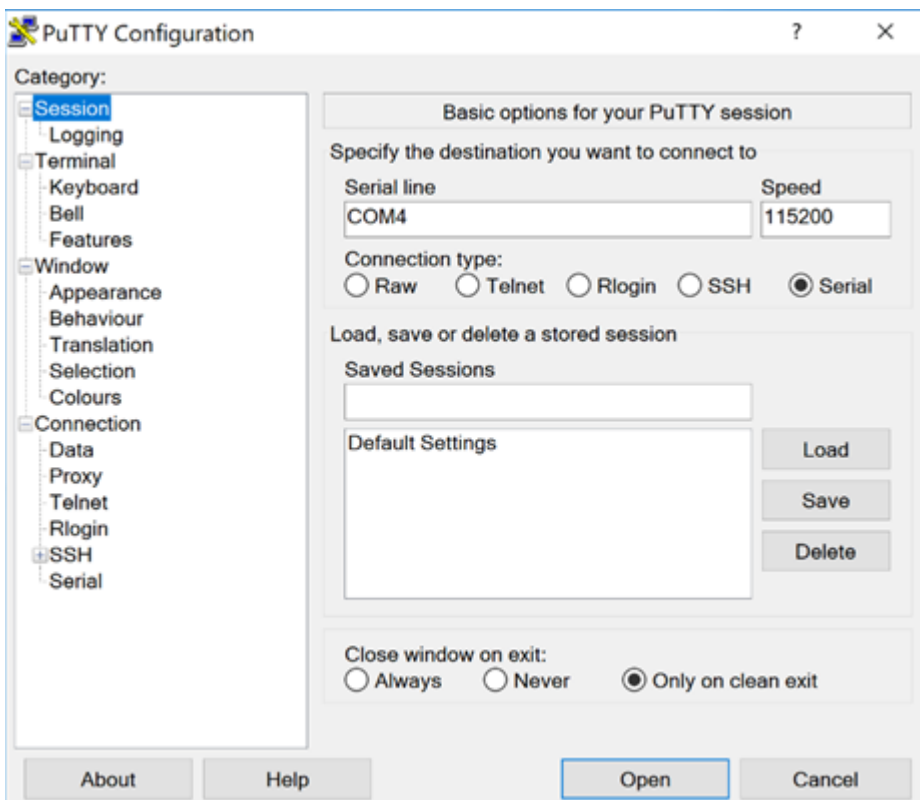 PuTTY Configuration
?
Category:
Session
Logging
Terminal
Keyboard
Bell
Features
Window
Appearance
Behaviour
Translation
Selection
Colours
Connection
Data
Proxy
Telnet
Rlogin
SSH
Serial
Basic options for your PuTTY session
Specify the destination you want to connect to
Serial line Speed
COM4 115200
Connection type:
Raw Telnet Rlogin SSH Serial
Load, save or delete a stored session
Saved Sessions
Default Settings
Load
Save
Delete
Close window on exit:
Always Never Only on clean exit
About Help Open Cancel